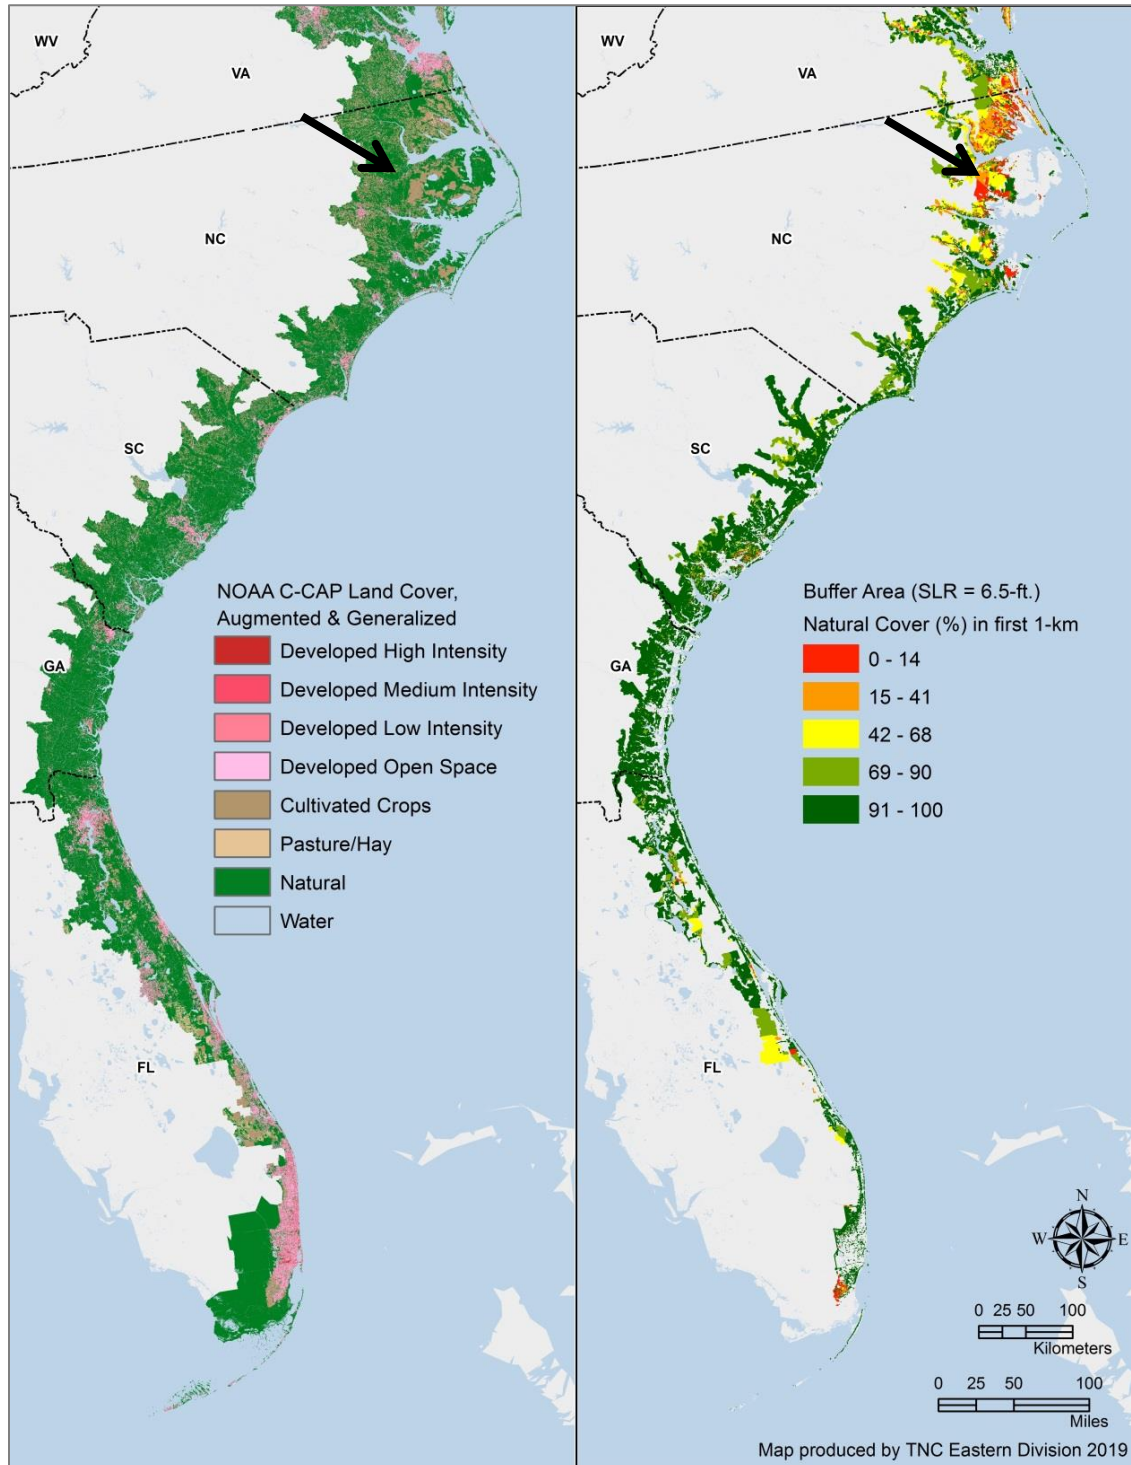 WV
VA
NC
SC
GA
FL
NOAA C-CAP Land Cover,
Augmented & Generalized
Developed High Intensity
Developed Medium Intensity
Developed Low Intensity
Developed Open Space
Cultivated Crops
Pasture/Hay
Natural
Water
WV
VA
NC
SC
GA
FL
Buffer Area (SLR = 6.5-ft.)
Natural Cover (%) in first 1-km
0 - 14
15 - 41
42 - 68
69 - 90
91 - 100
N
W E
S
0 25 50 100
Kilometers
0 25 50 100
Miles
Map produced by TNC Eastern Division 2019